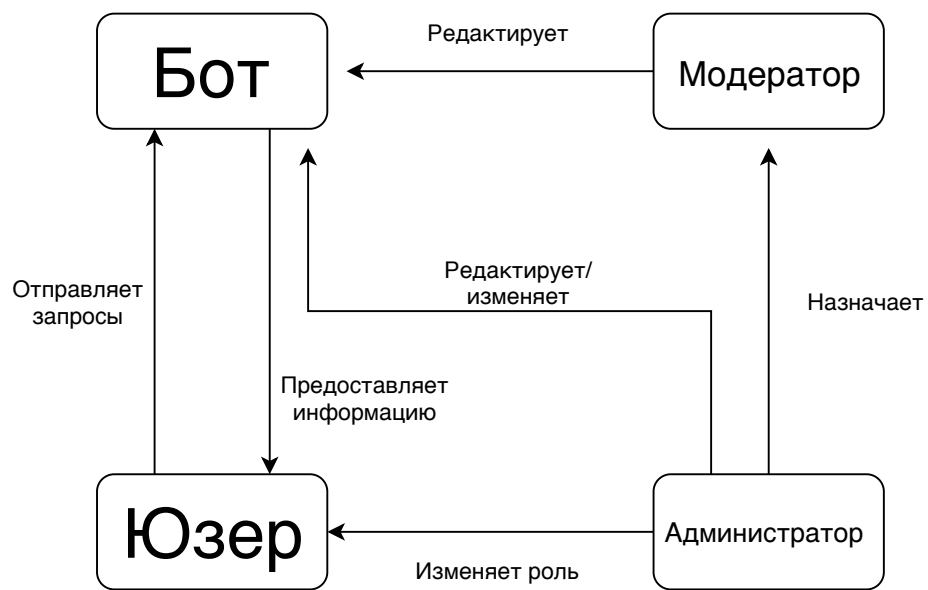 Редактирует
Бот
Модератор
Редактирует/
изменяет
Отправляет
запросы
Назначает
Предоставляет
информацию
Юзер
Администратор
Изменяет роль